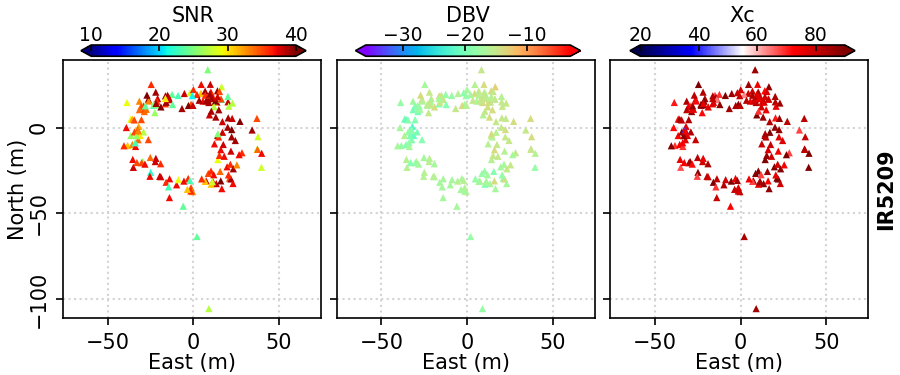 SNR DBV Xc
10 20 30 40 −30 −20 −10 20 40 60 80
North (m)
0
−50
−100
−50 0 50 −50 0 50 −50 0 50
East (m) East (m) East (m)
IR5209